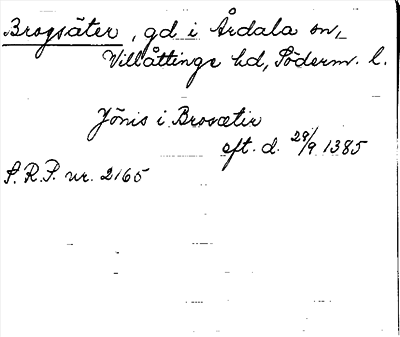 Brogsäter, gd i Årdala sn,
Villåttinge hd, Söderm. l.
Jönis i Brosætir
eft. d. 29/9 1385
S.R.P. nr. 2165